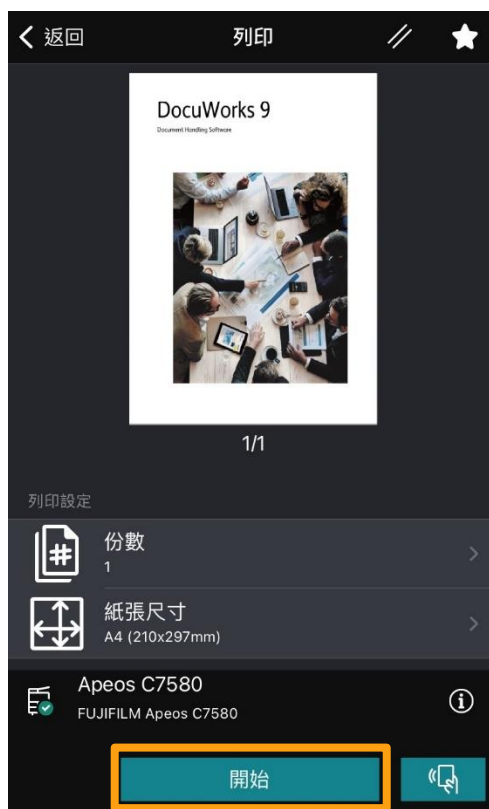 返回
列印
DocuWorks 9
Document Handling Software
1/1
列印設定
份數
1
紙張尺寸
A4 (210x297mm)
Apeos C7580
FUJIFILM Apeos C7580
開始